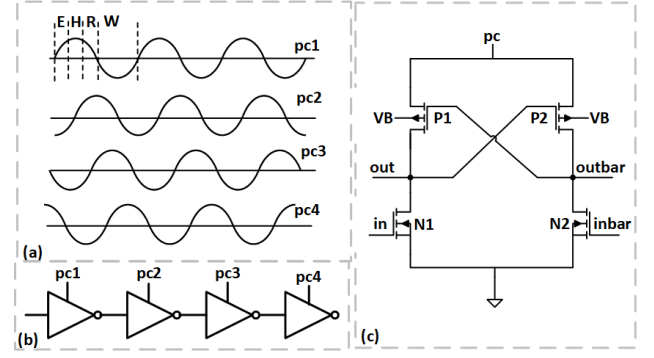 E H R W
pc1
pc2
pc3
pc4
(a)
pc1 pc2 pc3 pc4
(b)
pc
VB P1 P2 VB
out outbar
in N1 N2 inbar
(c)